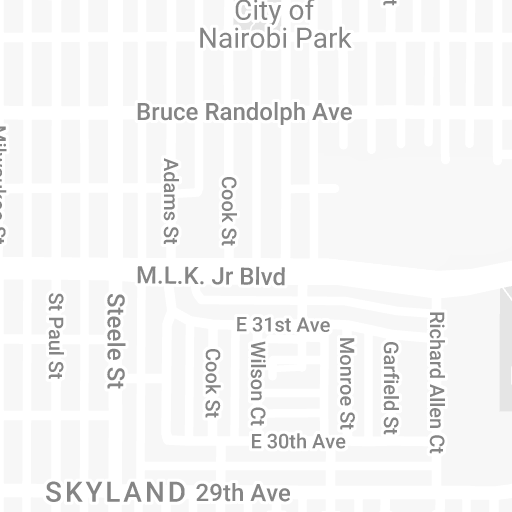 City of
Nairobi Park
Bruce Randolph Ave
Adams St
Cook St
M.L.K. Jr Blvd
St Paul St
Steele St
E 31st Ave
Cook St
Wilson Ct
Monroe St
Garfield St
Richard Allen Ct
E 30th Ave
SKYLAND
29th Ave